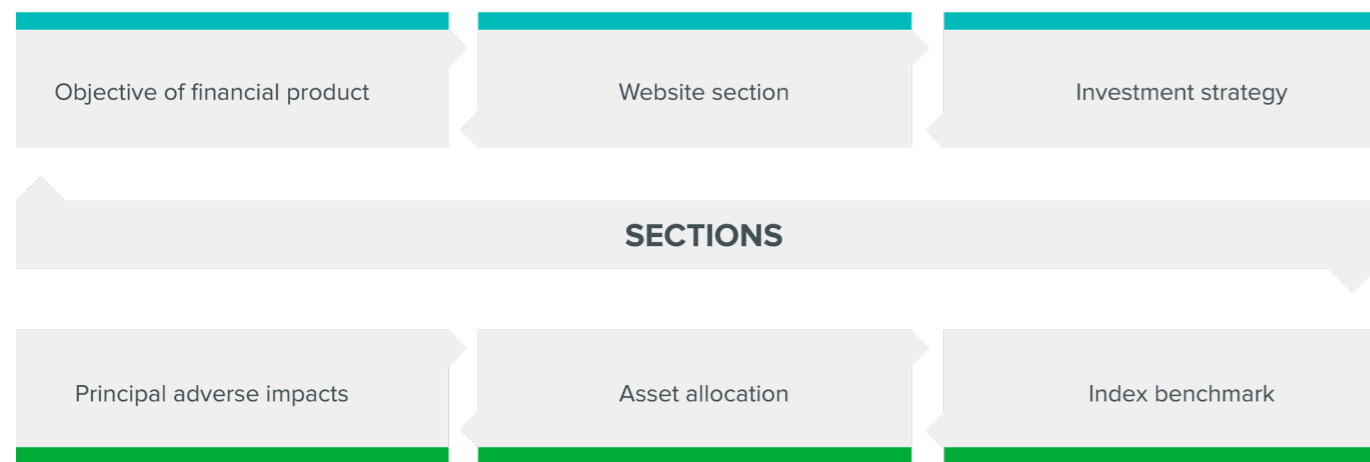 Objective of financial product
Website section
Investment strategy
SECTIONS
Principal adverse impacts
Asset allocation
Index benchmark